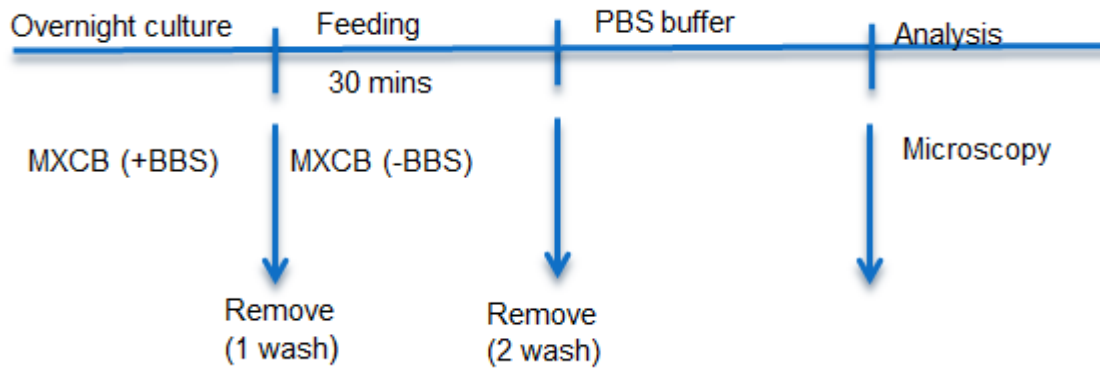 Overnight culture
Feeding
PBS buffer
Analysis
30 mins
MXCB (+BBS)
MXCB (-BBS)
Microscopy
Remove
(1 wash)
Remove
(2 wash)